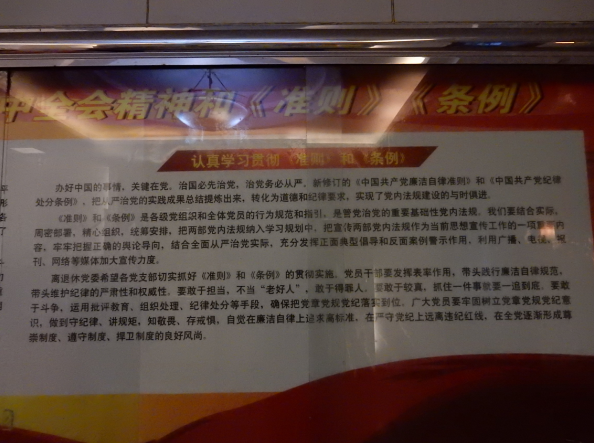 中全会精神和《准则》《条例》
认真学习贯彻《准则》和《条例》
办好中国的事情，关键在党，治国必先治党，治党务必从严。新修订的《中国共产党廉洁自律准则》和《中国共产党纪律
处分条例》，把从严治党的实践成果总结提炼出来，转化为道德和纪律要求，实现了党内法规建设的与时俱进。
《准则》和《条例》是各级党组织和全体党员的行为规范和指引，是管党治党的重要基础性党内法规。我们要结合实际，
周密部署，精心组织，统筹安排，把两部党内法规纳入学习规划中，把宣传两部党内法规作为当前思想宣传工作的一项重要内
容。牢牢把握正确的舆论导向，结合全面从严治党实际，充分发挥正面典型倡导和反面案例警示作用，利用广播、电视、报
刊、网络等媒体加大宣传力度。
离退休党委希望各党支部切实抓好《准则》和《条例》的贯彻实施。党员干部要发挥表率作用，带头践行廉洁自律规范，
带头维护纪律的严肃性和权威性。要敢于担当，不当“老好人”，敢于得罪人，要敢于较真，抓住一件事就要一追到底。要敢
于斗争，运用批评教育、组织处理、纪律处分等手段，确保把党章党规党纪落实到位。广大党员要牢固树立党章党规党纪意
识，做到守纪律、讲规矩，知敬畏、存戒惧，自觉在廉洁自律上追求高标准，在严守党纪上远离违纪红线，在全党逐渐形成尊
崇制度、遵守制度、捍卫制度的良好风尚。